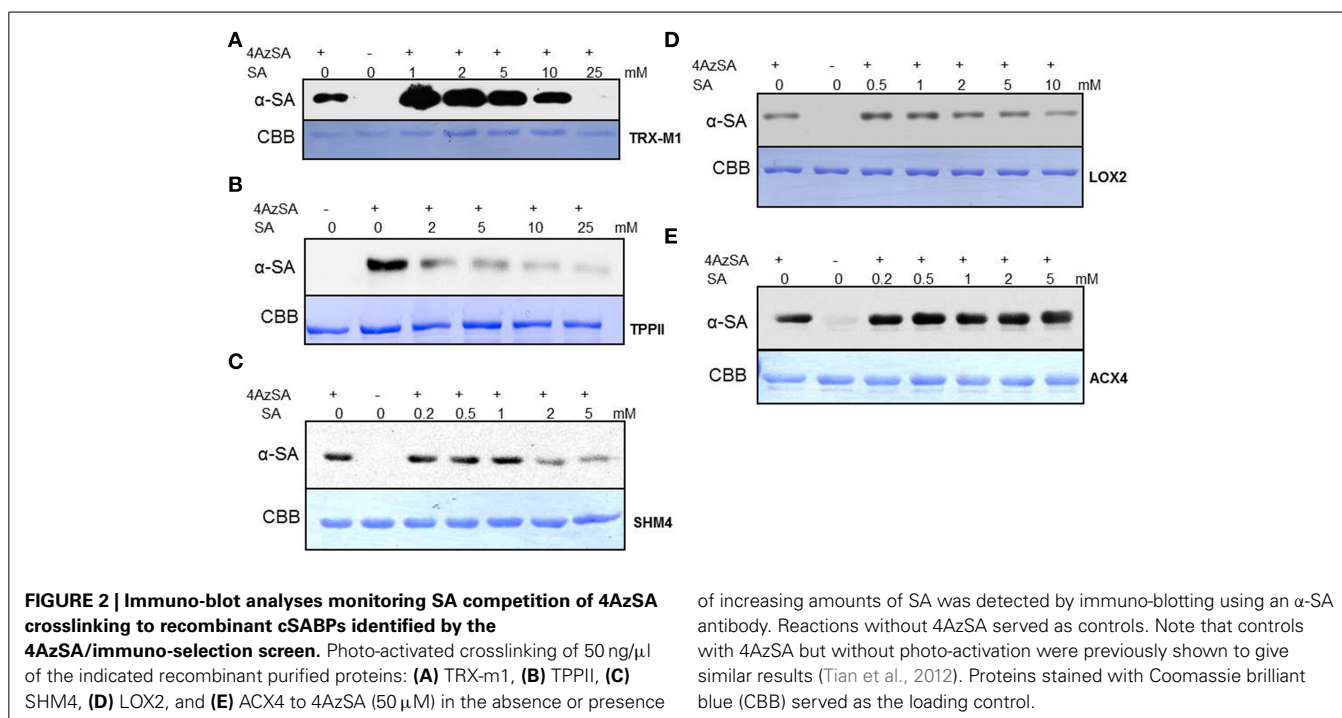 A
4AzSA + - + + + + +
SA 0 0 1 2 5 10 25 mM
α-SA
CBB TRX-M1
B
4AzSA - + + + + +
SA 0 0 2 5 10 25 mM
α-SA
CBB TPPII
C
4AzSA + - + + + + +
SA 0 0 0.2 0.5 1 2 5 mM
α-SA
CBB SHM4
D
4AzSA + - + + + + +
SA 0 0 0.5 1 2 5 10 mM
α-SA
CBB LOX2
E
4AzSA + - + + + + +
SA 0 0 0.2 0.5 1 2 5 mM
α-SA
CBB ACX4
FIGURE 2 | Immuno-blot analyses monitoring SA competition of 4AzSA
crosslinking to recombinant cSABPs identified by the
4AzSA/immuno-selection screen. Photo-activated crosslinking of 50 ng/μl
of the indicated recombinant purified proteins: (A) TRX-m1, (B) TPPII, (C)
SHM4, (D) LOX2, and (E) ACX4 to 4AzSA (50 μM) in the absence or presence
of increasing amounts of SA was detected by immuno-blotting using an α-SA
antibody. Reactions without 4AzSA served as controls. Note that controls
with 4AzSA but without photo-activation were previously shown to give
similar results (Tian et al., 2012). Proteins stained with Coomassie brilliant
blue (CBB) served as the loading control.